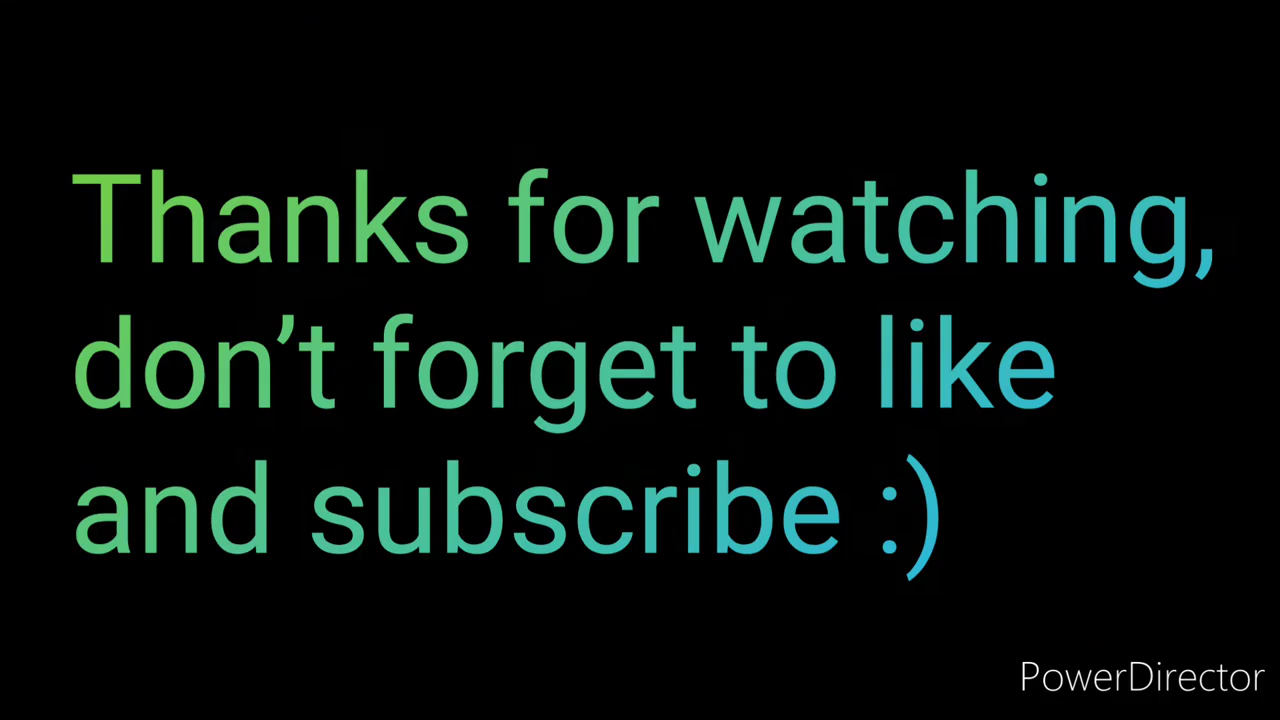 Thanks for watching,
don’t forget to like
and subscribe :)
PowerDirector